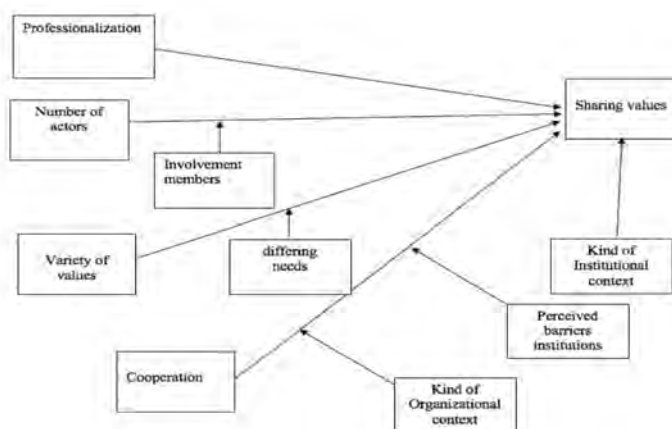 Professionalization
Number of
actors
Sharing values
Involvement
members
Variety of
values
differing
needs
Kind of
Institutional
context
Perceived
barriers
institutions
Cooperation
Kind of
Organizational
context